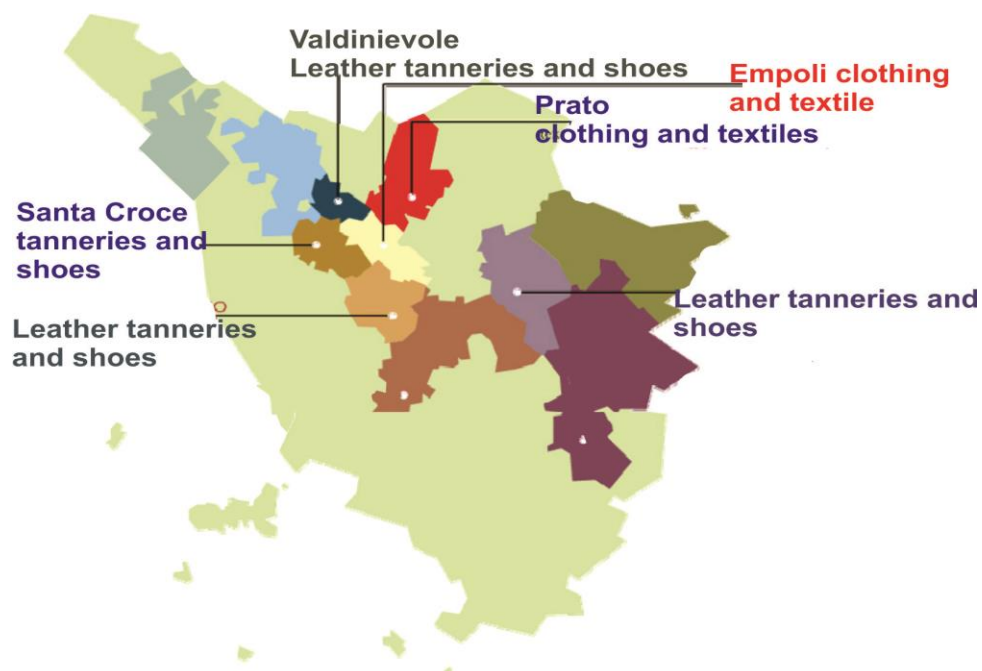 Valdinievole
Leather tanneries and shoes
Empoli clothing
and textile
Prato
clothing and textiles
Santa Croce
tanneries and
shoes
Leather tanneries and
shoes
Leather tanneries
and shoes